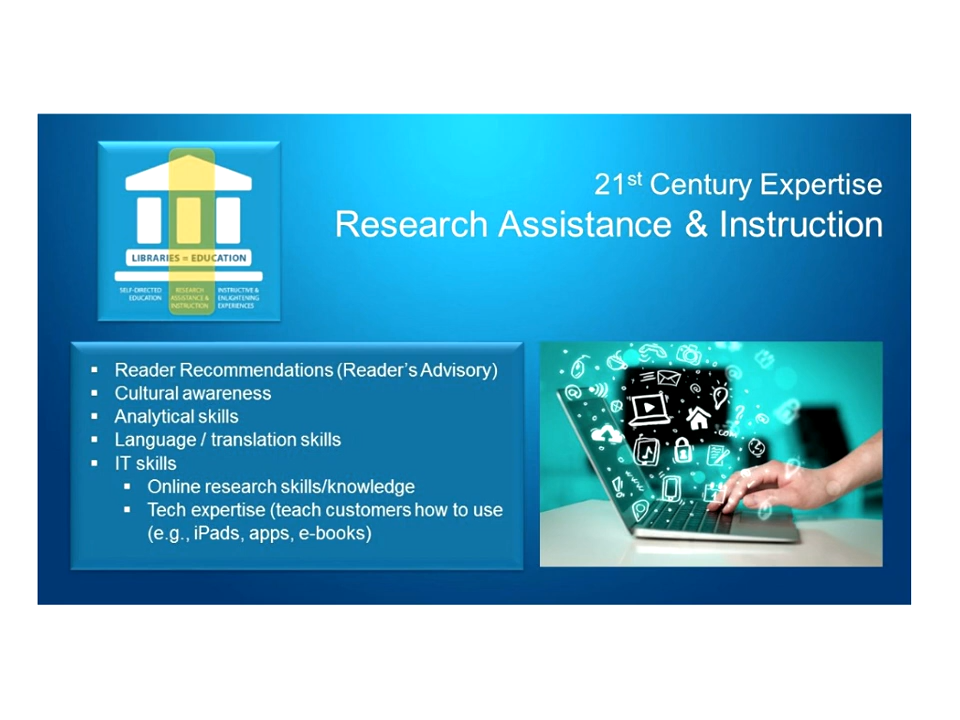 21st Century Expertise
Research Assistance & Instruction
LIBRARIES = EDUCATION
SELF-DIRECTED
EDUCATION
RESEARCH
ASSISTANCE &
INSTRUCTION
INSTRUCTIVE &
ENLIGHTENING
EXPERIENCES
▪ Reader Recommendations (Reader's Advisory)
▪ Cultural awareness
▪ Analytical skills
▪ Language / translation skills
▪ IT skills
▪ Online research skills/knowledge
▪ Tech expertise (teach customers how to use
(e.g., iPads, apps, e-books)
.com